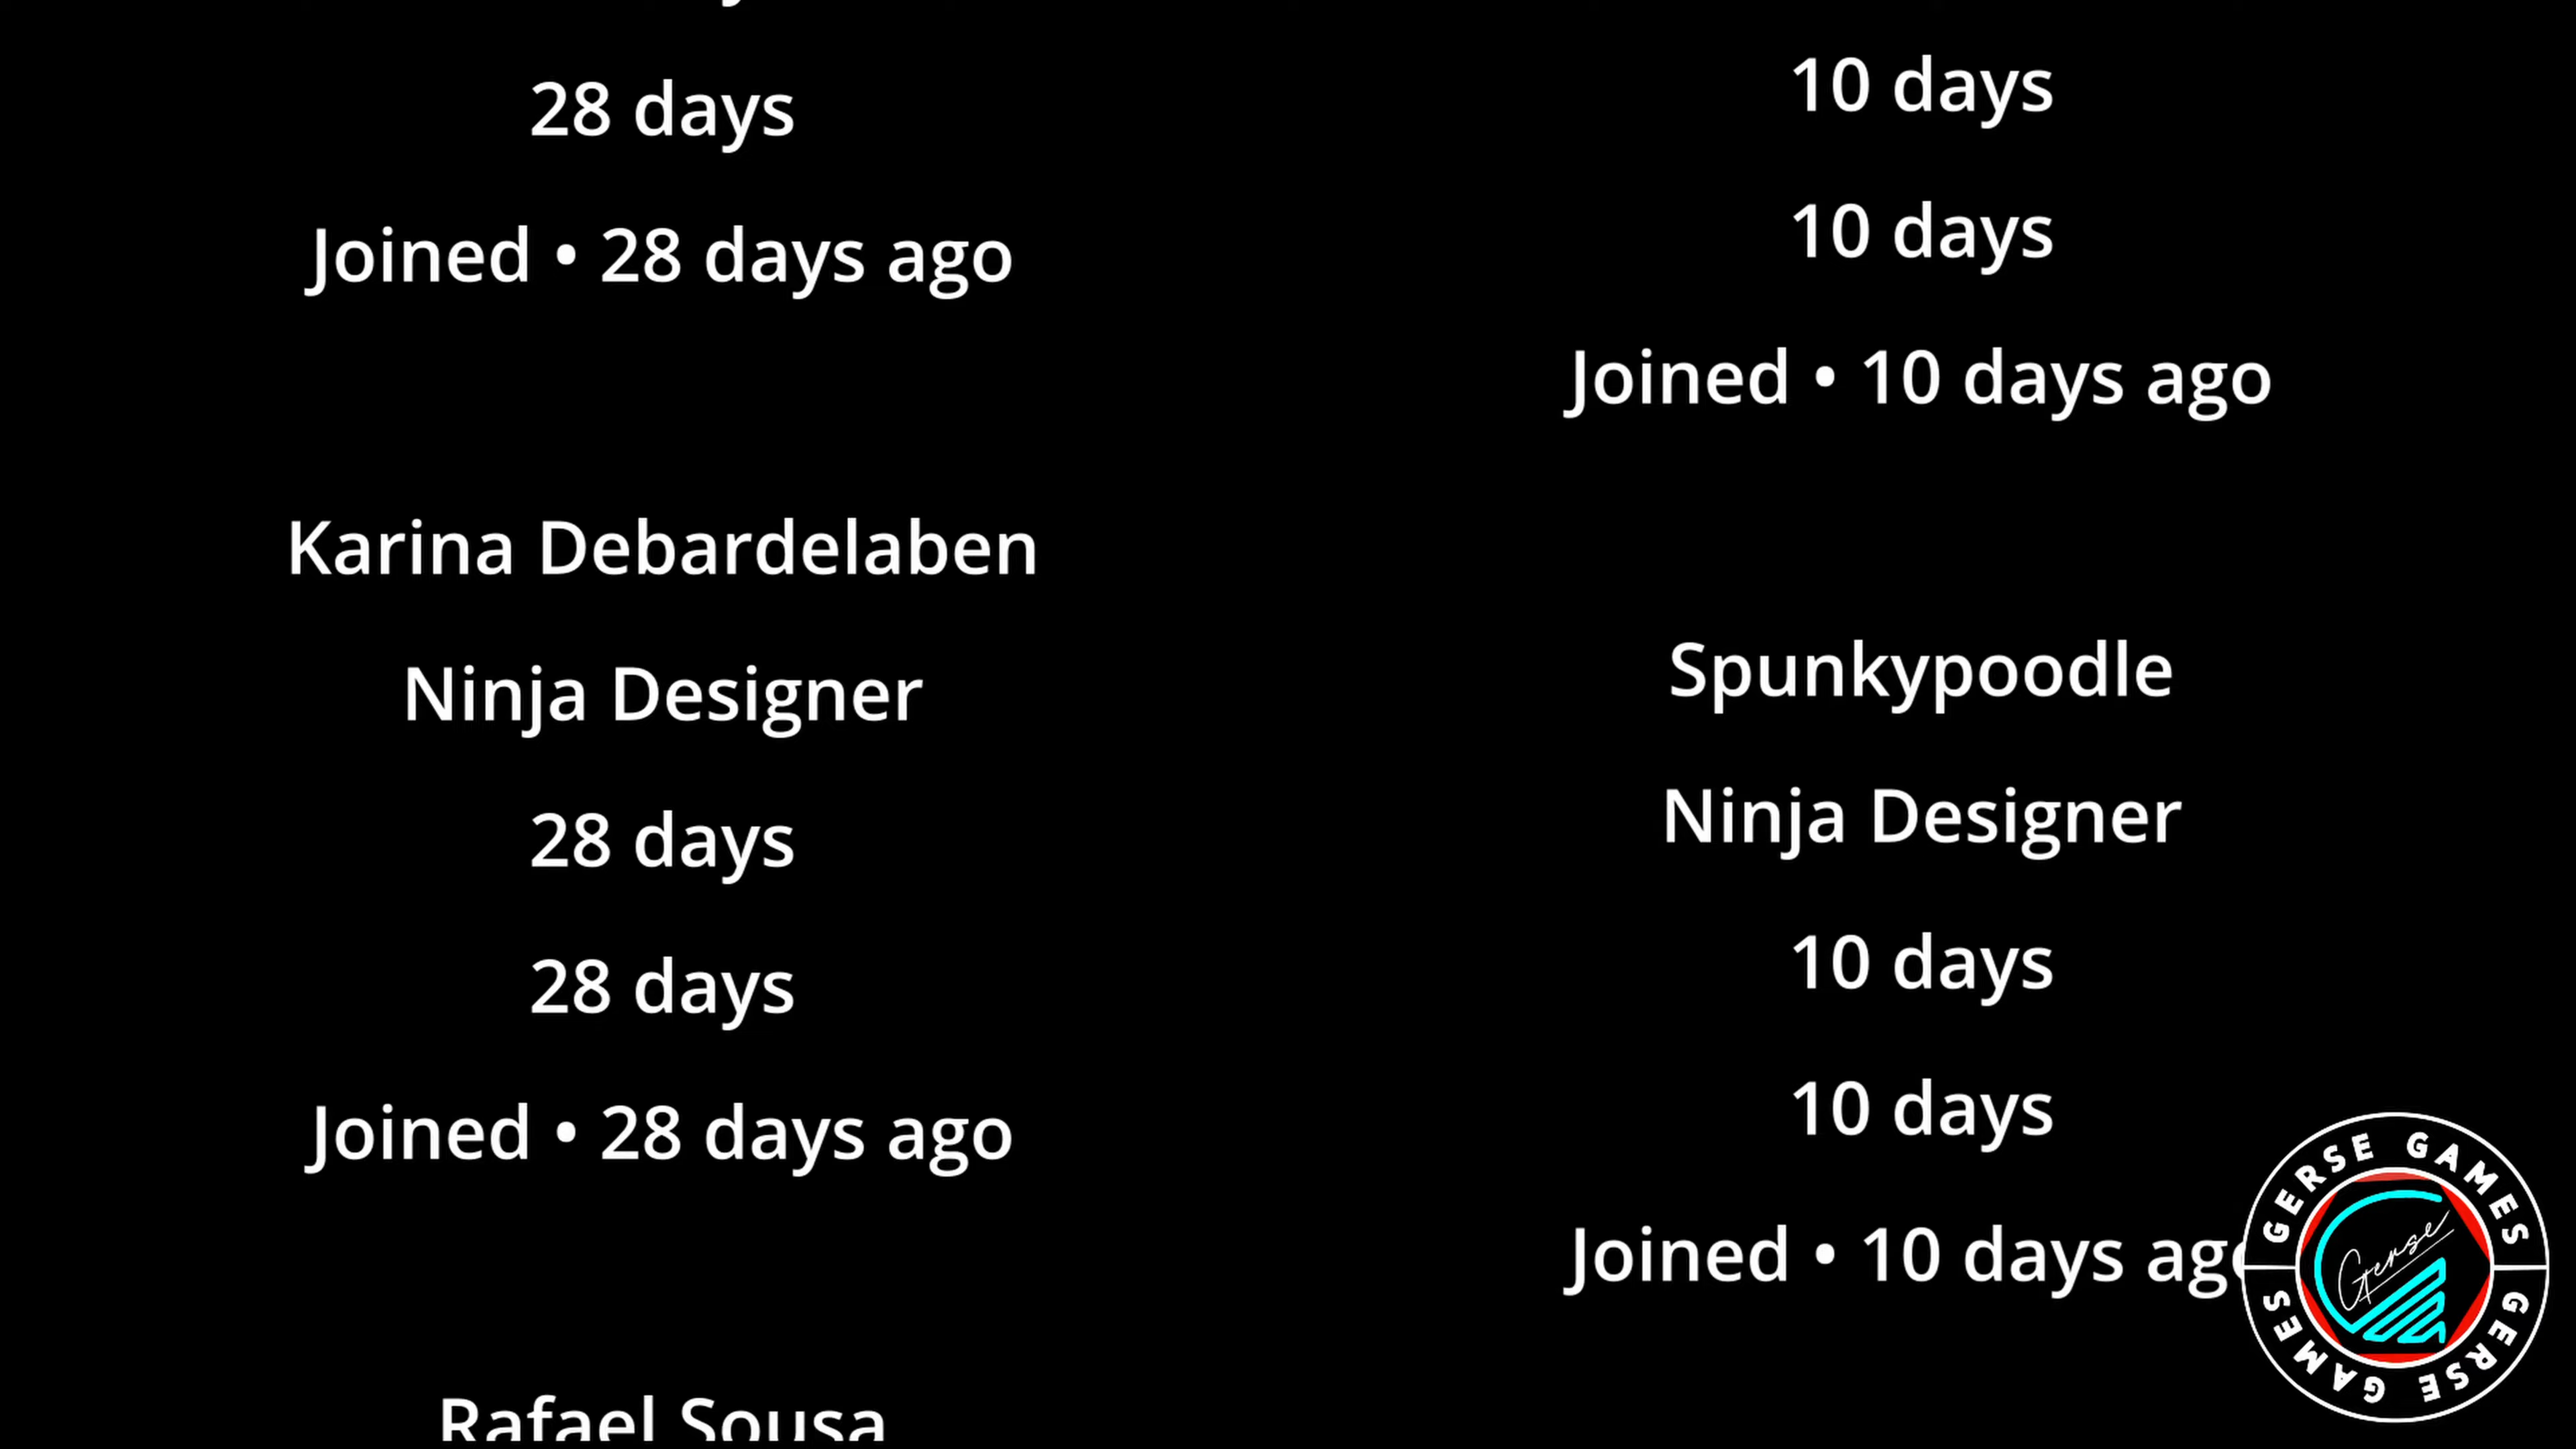 28 days
Joined • 28 days ago
Karina Debardelaben
Ninja Designer
28 days
28 days
Joined • 28 days ago
Rafael Sousa
10 days
10 days
Joined • 10 days ago
Spunkypoodle
Ninja Designer
10 days
10 days
Joined • 10 days ago
GERSE GAMES
Gerse
GERSE GAMES